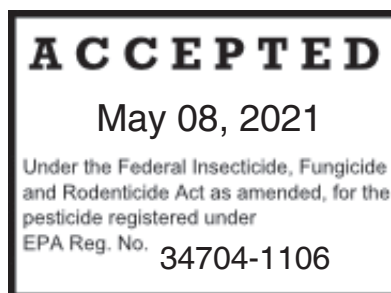 ACCEPTED
May 08, 2021
Under the Federal Insecticide, Fungicide
and Rodenticide Act as amended, for the
pesticide registered under
EPA Reg. No. 34704-1106